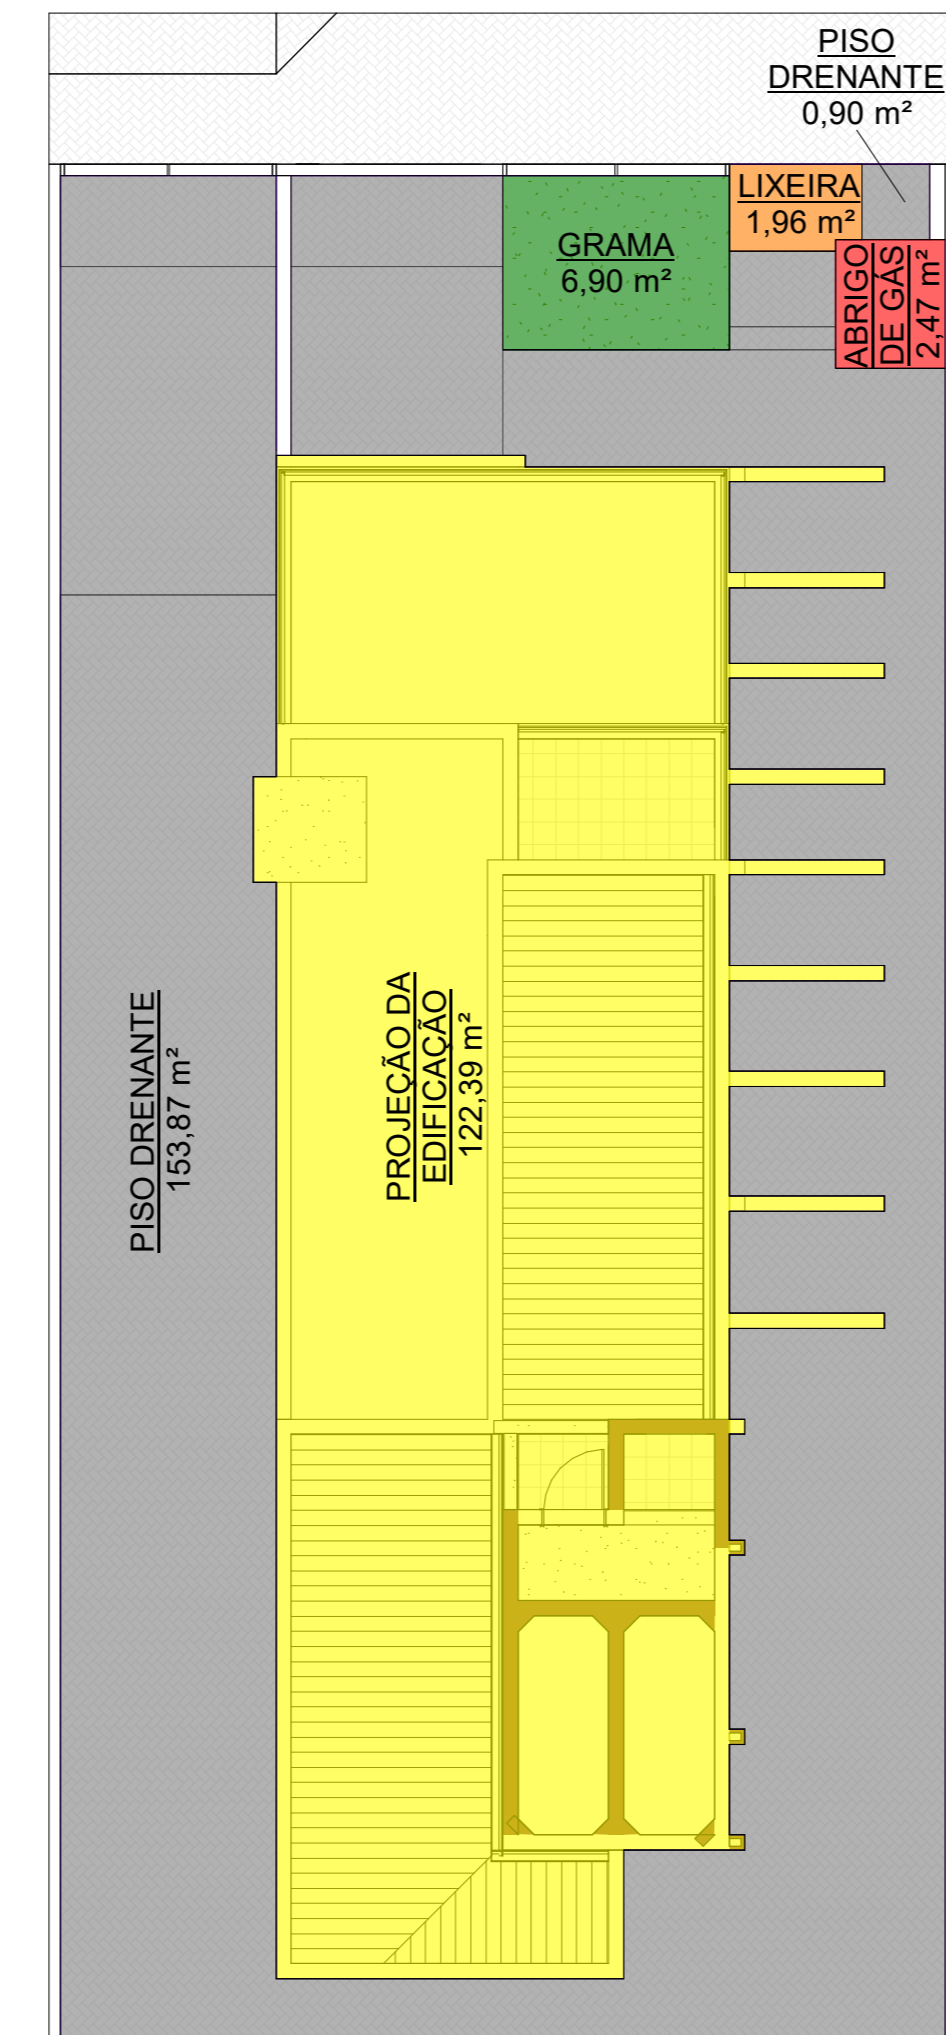 PISO
DRENANTE
0,90 m²
LIXEIRA
1,96 m²
GRAMA
6,90 m²
ABRIGO
DE GÁS
2,47 m²
PISO DRENANTE
153,87 m²
PROJEÇÃO DA
EDIFICAÇÃO
122,39 m²